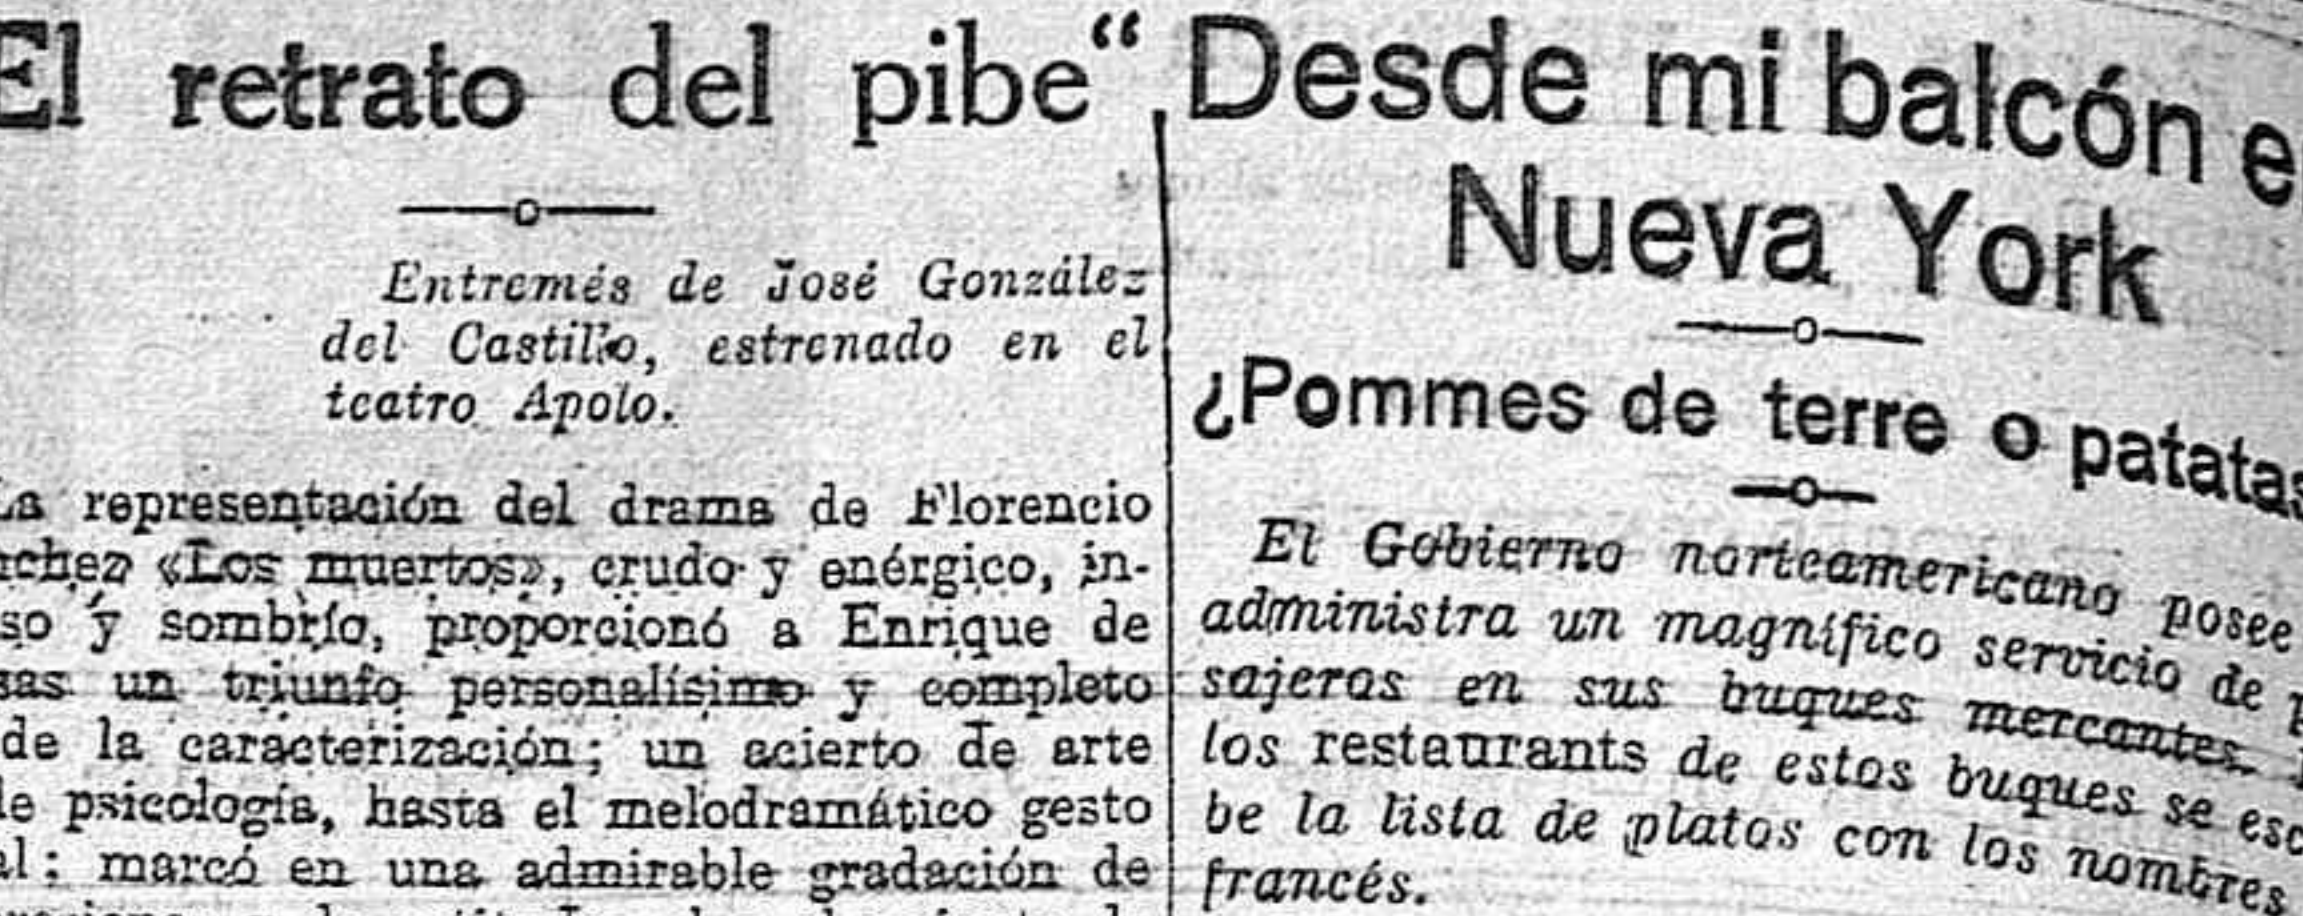 El retrato del pibe“
Entremés de José González
del Castillo, estrenado en el
teatro Apolo.
La representación del drama de Florencio
«Los muertos», crudo y enérgico, in-
y sombrío, proporcionó a Enrique de
un triunfo personalísimo y completo
de la caracterización; un acierto de arte
psicología, hasta el melodramático gesto
marcó en una admirable gradación de
Desde mi balcón
Nueva York
¿Pommes de terre o patatas
El Gobierno norteamericano posee
administra un magnífico servicio de
sajeros en sus buques mercantes.
los restaurants de estos buques se esc
be la lista de platos con los nombres
francés.